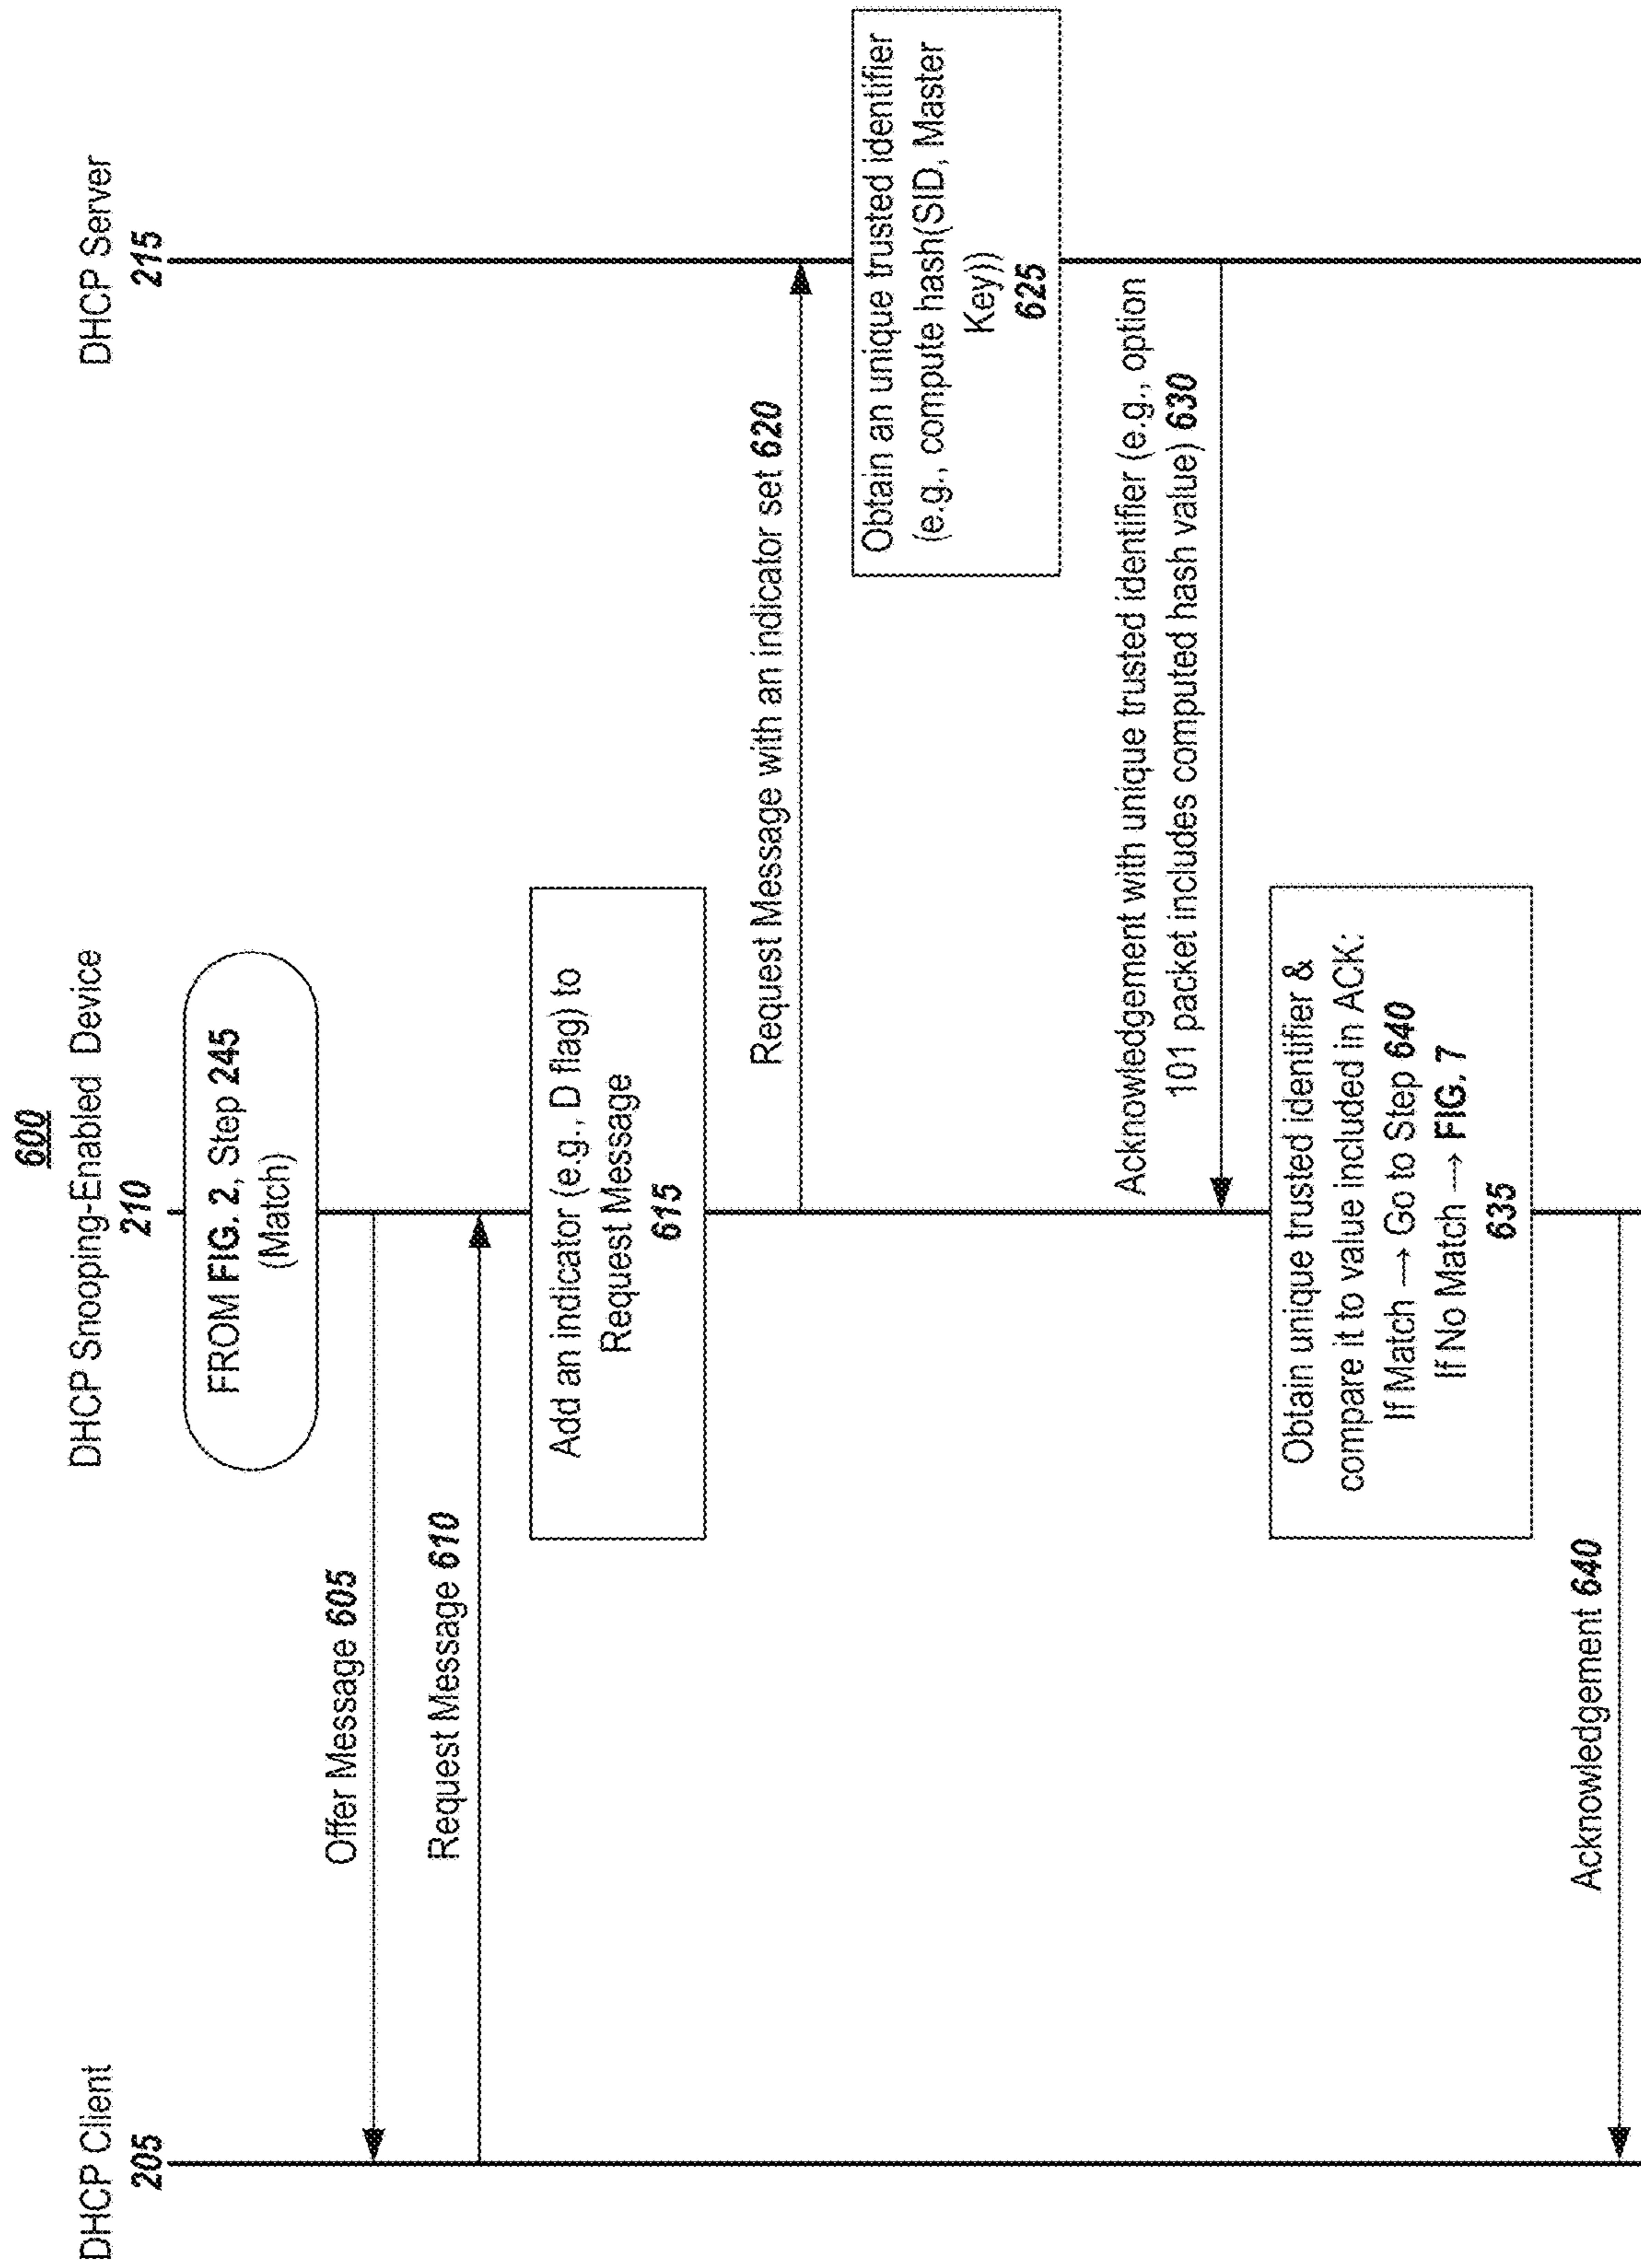 600
DHCP Client
205
DHCP Snooping-Enabled Device
210
DHCP Server
215
FROM FIG. 2, Step 245
(Match)
Offer Message 605
Request Message 610
Add an indicator (e.g., D flag) to
Request Message
615
Request Message with an indicator set 620
Obtain an unique trusted identifier
(e.g., compute hash(SID, Master
Key))
625
Acknowledgement with unique trusted identifier (e.g., option
101 packet includes computed hash value) 630
Obtain unique trusted identifier &
compare it to value included in ACK:
If Match → Go to Step 640
If No Match → FIG. 7
635
Acknowledgement 640